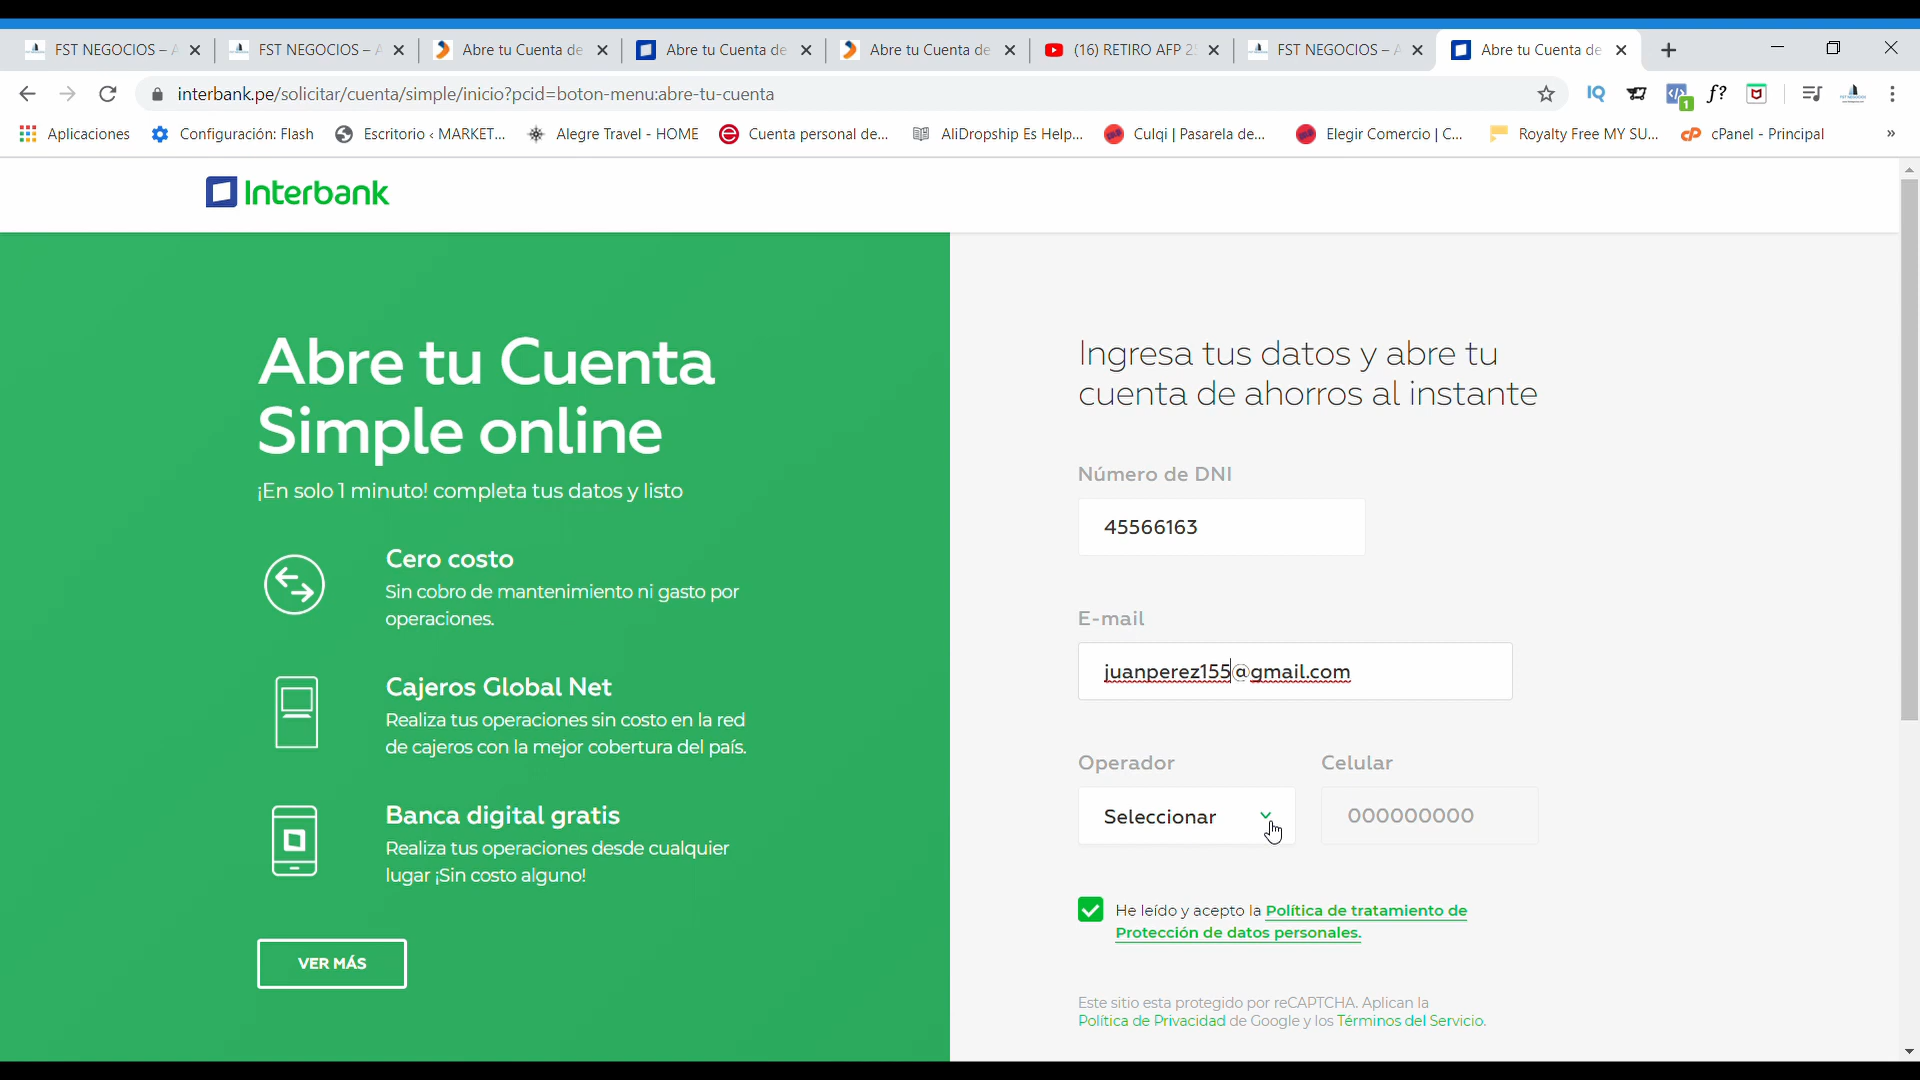 FST NEGOCIOS – A
FST NEGOCIOS – A
Abre tu Cuenta de
Abre tu Cuenta de
Abre tu Cuenta de
(16) RETIRO AFP 25
FST NEGOCIOS – A
Abre tu Cuenta de
interbank.pe/solicitar/cuenta/simple/inicio?pcid=boton-menu:abre-tu-cuenta
IQ
1
f?
Aplicaciones
Configuración: Flash
Escritorio ‹ MARKET...
Alegre Travel - HOME
Cuenta personal de...
AliDropship Es Help...
Culqi | Pasarela de...
Elegir Comercio | C...
Royalty Free MY SU...
cPanel - Principal
»
Interbank
Abre tu Cuenta
Simple online
¡En solo 1 minuto! completa tus datos y listo
Cero costo
Sin cobro de mantenimiento ni gasto por
operaciones.
Cajeros Global Net
Realiza tus operaciones sin costo en la red
de cajeros con la mejor cobertura del país.
Banca digital gratis
Realiza tus operaciones desde cualquier
lugar ¡Sin costo alguno!
VER MÁS
Ingresa tus datos y abre tu
cuenta de ahorros al instante
Número de DNI
45566163
E-mail
juanperez155@gmail.com
Operador
Celular
Seleccionar
000000000
He leído y acepto la Política de tratamiento de
Protección de datos personales.
Este sitio esta protegido por reCAPTCHA. Aplican la
Política de Privacidad de Google y los Términos del Servicio.